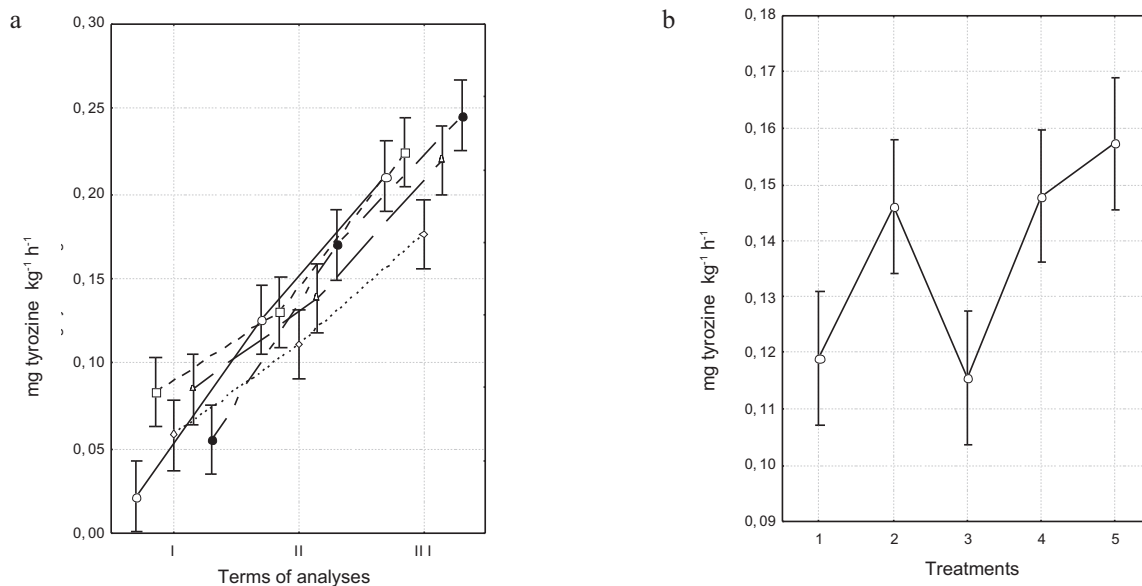 a
0,30
0,25
0,20
0,15
0,10
0,05
0,00
mg tyrozine kg-1 h-1
I
II
III
Terms of analyses
b
0,18
0,17
0,16
0,15
0,14
0,13
0,12
0,11
0,10
0,09
mg tyrozine kg-1 h-1
1
2
3
4
5
Treatments